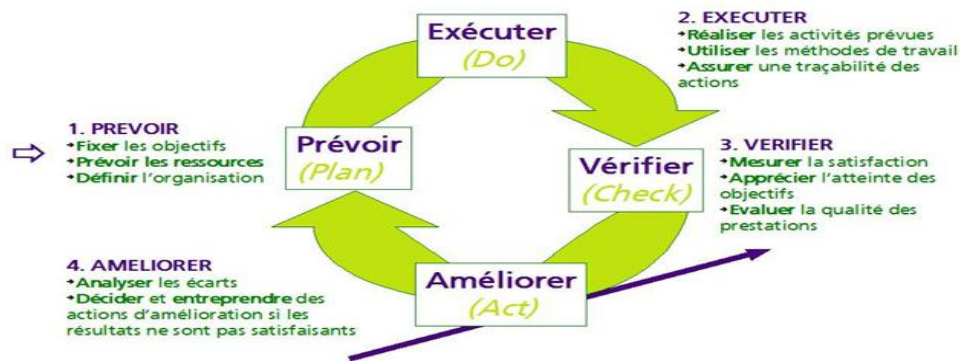 Exécuter
(Do)
2. EXECUTER
Réaliser les activités prévues
Utiliser les méthodes de travail
Assurer une traçabilité des
actions
1. PREVOIR
Fixer les objectifs
Prévoir les ressources
Définir l'organisation
Prévoir
(Plan)
Vérifier
(Check)
3. VERIFIER
Mesurer la satisfaction
Apprécier l'atteinte des
objectifs
Evaluer la qualité des
prestations
4. AMELIORER
Analyser les écarts
Décider et entreprendre des
actions d'amélioration si les
résultats ne sont pas satisfaisants
Améliorer
(Act)